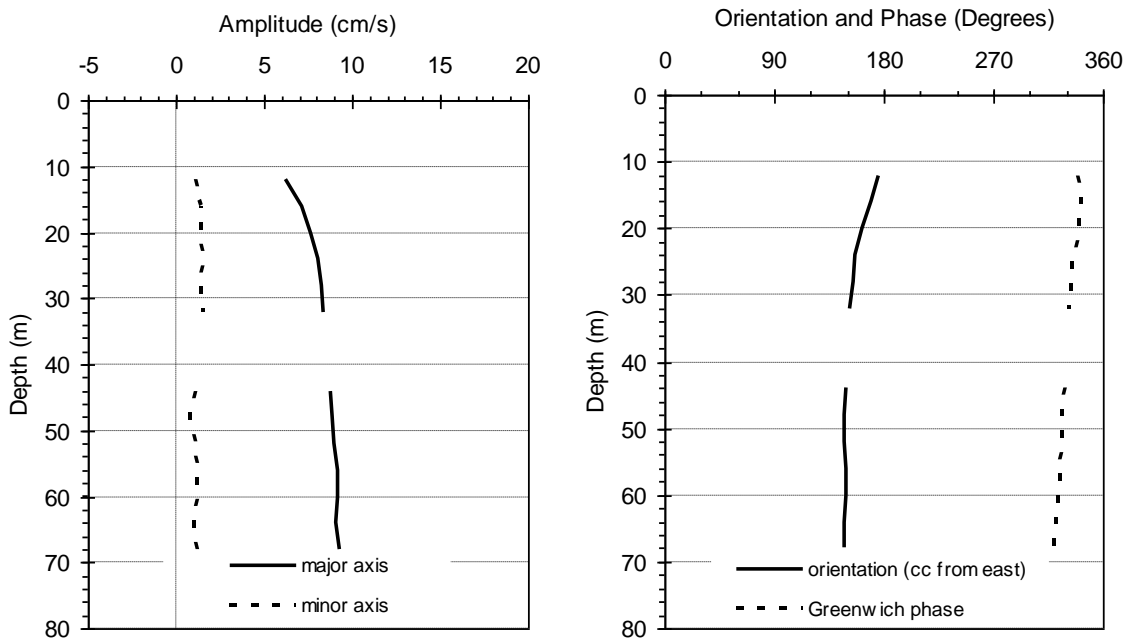 Amplitude (cm/s)
-5 0 5 10 15 20
0
10
20
30
40
50
60
70
80
Depth (m)
major axis
minor axis
Orientation and Phase (Degrees)
0 90 180 270 360
0
10
20
30
40
50
60
70
80
Depth (m)
orientation (cc from east)
Greenwich phase